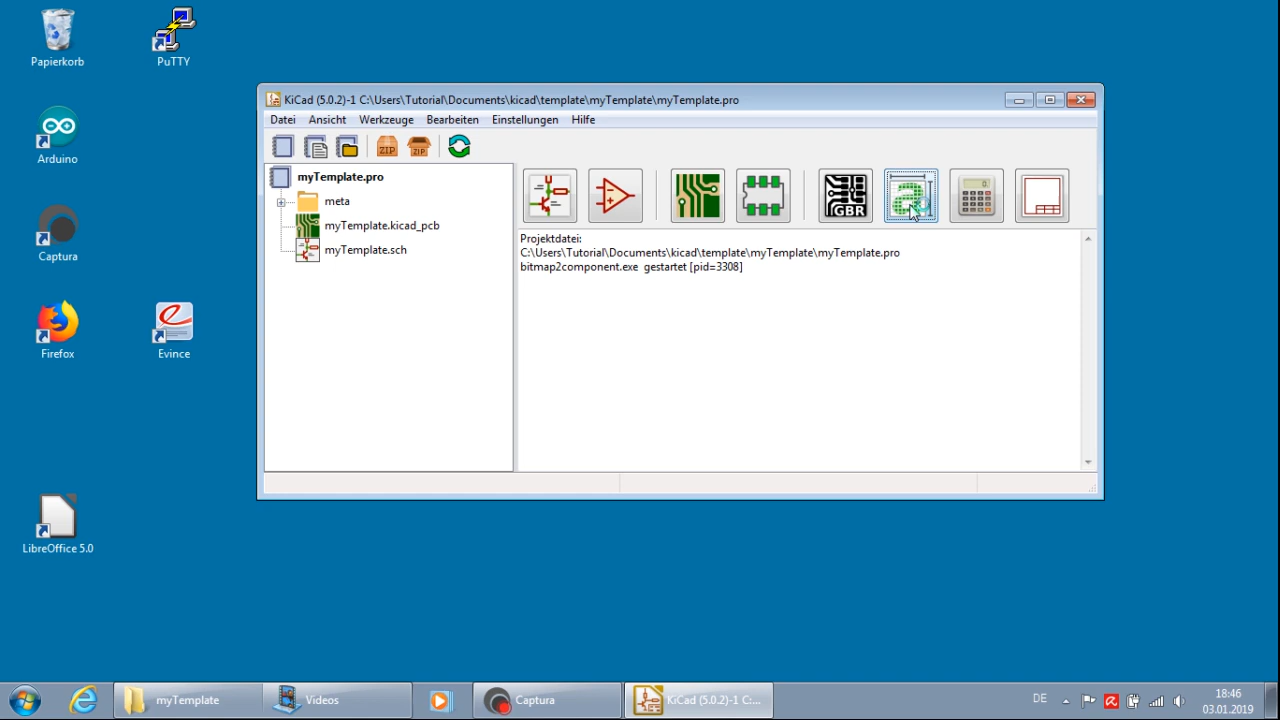 Papierkorb
PuTTY
Arduino
Captura
Firefox
Evince
LibreOffice 5.0
KiCad (5.0.2)-1 C:\Users\Tutorial\Documents\kicad\template\myTemplate\myTemplate.pro
Datei Ansicht Werkzeuge Bearbeiten Einstellungen Hilfe
ZIP ZIP
myTemplate.pro
meta
myTemplate.kicad_pcb
myTemplate.sch
GBR a 0.
Projektdatei:
C:\Users\Tutorial\Documents\kicad\template\myTemplate\myTemplate.pro
bitmap2component.exe gestartet [pid=3308]
myTemplate Videos Captura KiCad (5.0.2)-1 C:... DE 18:46
03.01.2019